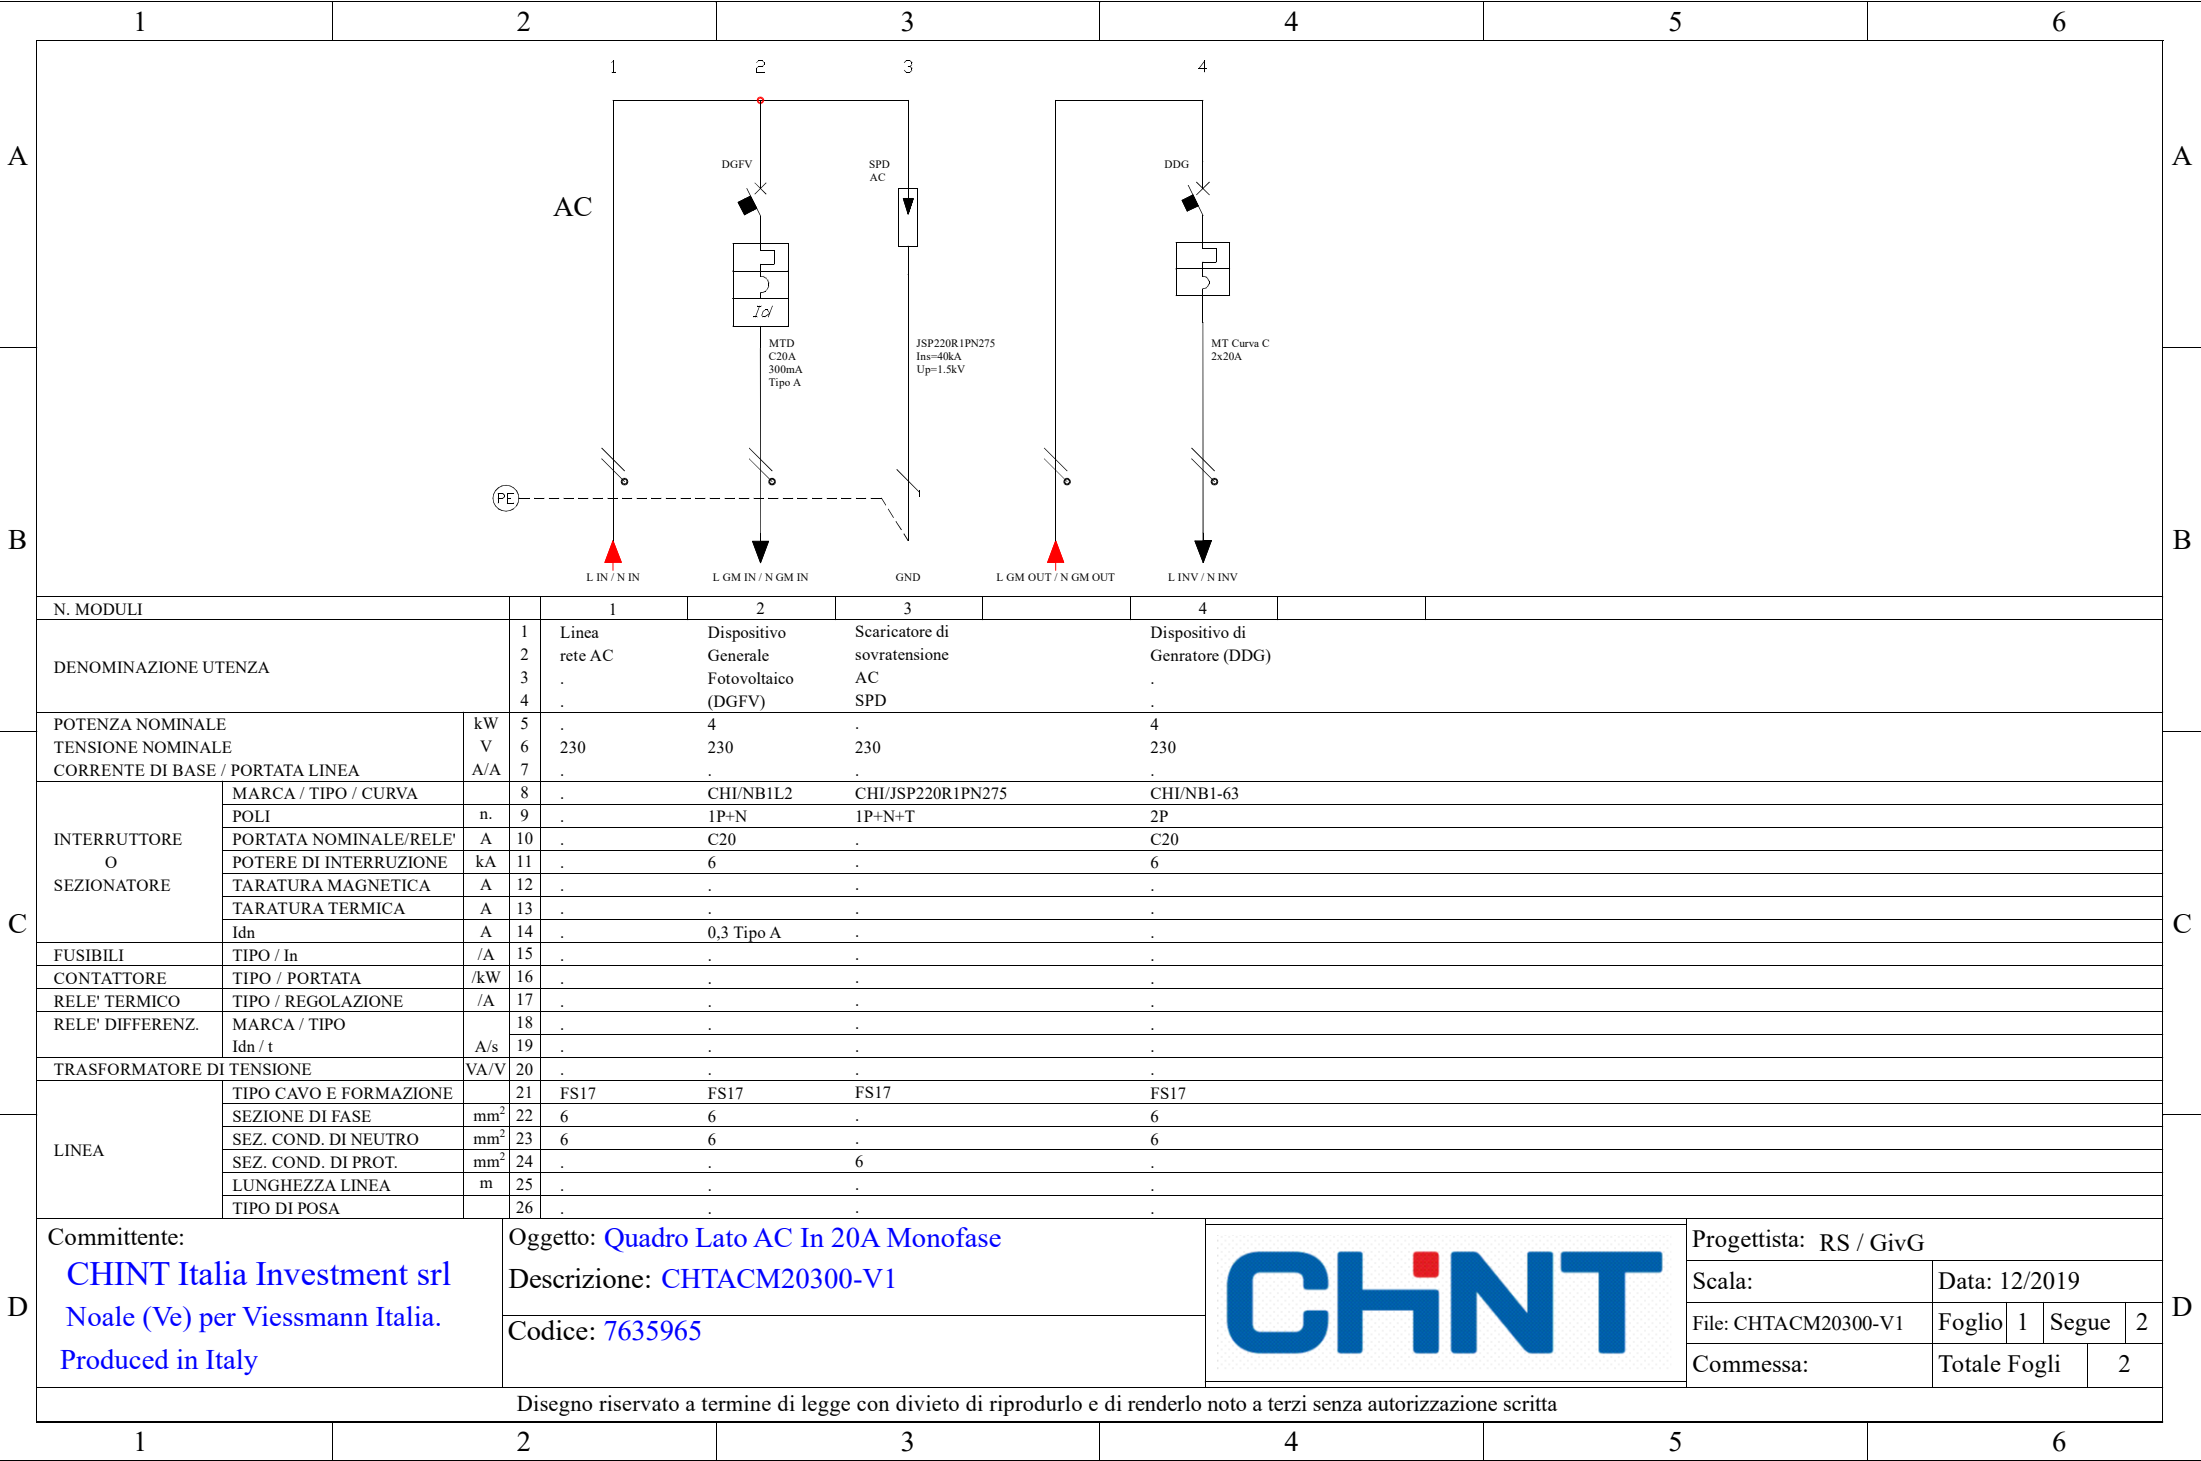 1 2 3 4 5 6
1 2 3 4
A A
DGFV SPD DDG
AC
AC
Id
MTD JSP220R1PN275 MT Curva C
C20A Ins=40kA 2x20A
300mA Up=1.5kV
Tipo A
PE
B B
L IN / N IN L GM IN / N GM IN GND L GM OUT / N GM OUT L INV / N INV
N. MODULI 1 2 3 4
DENOMINAZIONE UTENZA
1 Linea Dispositivo Scaricatore di Dispositivo di
2 rete AC Generale sovratensione Genratore (DDG)
3 . Fotovoltaico AC .
4 . (DGFV) SPD .
POTENZA NOMINALE kW 5 . 4 . 4
TENSIONE NOMINALE V 6 230 230 230 230
CORRENTE DI BASE / PORTATA LINEA A/A 7 . . . .
INTERRUTTORE
O
SEZIONATORE
MARCA / TIPO / CURVA 8 . CHI/NB1L2 CHI/JSP220R1PN275 CHI/NB1-63
POLI n. 9 . 1P+N 1P+N+T 2P
PORTATA NOMINALE/RELE' A 10 . C20 . C20
POTERE DI INTERRUZIONE kA 11 . 6 . 6
TARATURA MAGNETICA A 12 . . . .
TARATURA TERMICA A 13 . . . .
Idn A 14 . 0,3 Tipo A . .
C C
FUSIBILI TIPO / In /A 15 . . . .
CONTATTORE TIPO / PORTATA /kW 16 . . . .
RELE' TERMICO TIPO / REGOLAZIONE /A 17 . . . .
RELE' DIFFERENZ. MARCA / TIPO 18 . . . .
Idn / t A/s 19 . . . .
TRASFORMATORE DI TENSIONE VA/V 20 . . . .
LINEA
TIPO CAVO E FORMAZIONE 21 FS17 FS17 FS17 FS17
SEZIONE DI FASE mm² 22 6 6 . 6
SEZ. COND. DI NEUTRO mm² 23 6 6 . 6
SEZ. COND. DI PROT. mm² 24 . . 6 .
LUNGHEZZA LINEA m 25 . . . .
TIPO DI POSA 26 . . . .
D D
Committente:
CHINT Italia Investment srl
Noale (Ve) per Viessmann Italia.
Produced in Italy
Oggetto: Quadro Lato AC In 20A Monofase
Descrizione: CHTACM20300-V1
Codice: 7635965
CHINT
Progettista: RS / GivG
Scala: Data: 12/2019
File: CHTACM20300-V1 Foglio 1 Segue 2
Commessa: Totale Fogli 2
Disegno riservato a termine di legge con divieto di riprodurlo e di renderlo noto a terzi senza autorizzazione scritta
1 2 3 4 5 6